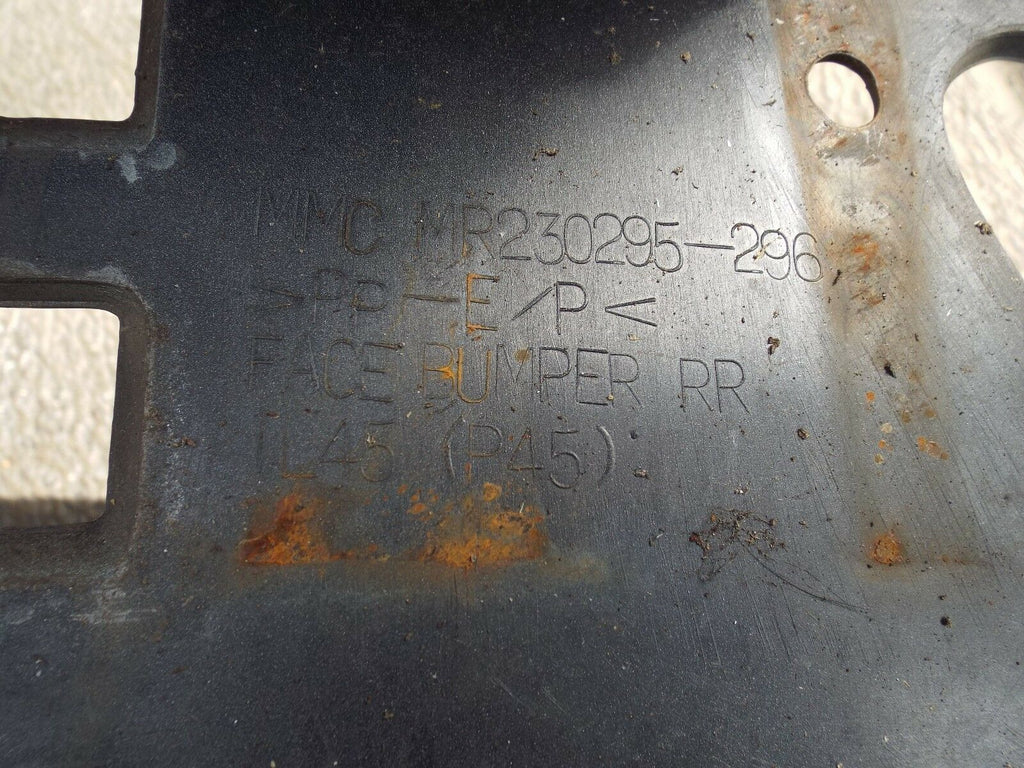 MMC MR230295-296
>PP-E/P<
FACE BUMPER RR
(P45)